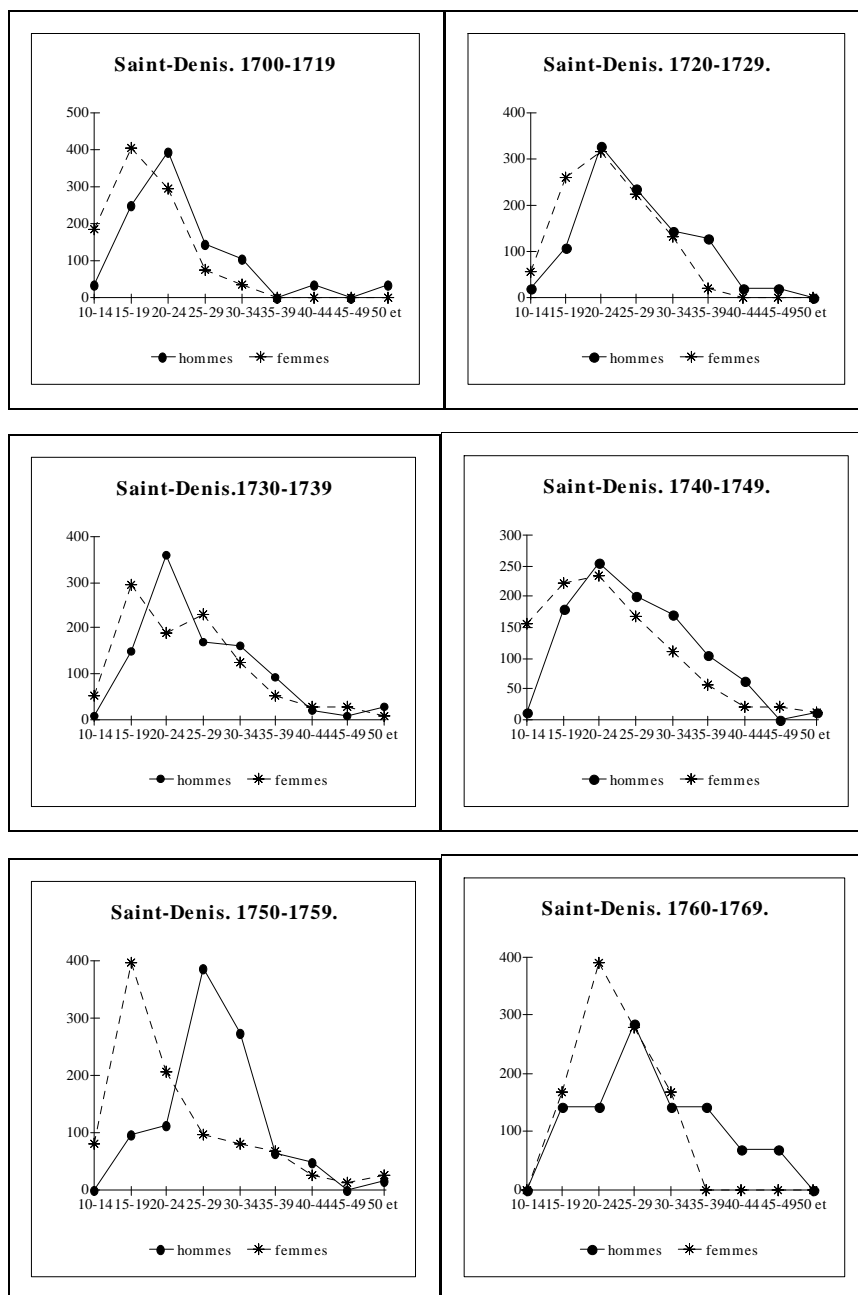 Saint-Denis. 1700-1719
500
400
300
200
100
0
10-14 15-19 20-24 25-29 30-34 35-39 40-44 45-49 50 et
hommes femmes
Saint-Denis. 1720-1729.
400
300
200
100
0
10-14 15-19 20-24 25-29 30-34 35-39 40-44 45-49 50 et
hommes femmes
Saint-Denis.1730-1739
400
300
200
100
0
10-14 15-19 20-24 25-29 30-34 35-39 40-44 45-49 50 et
hommes femmes
Saint-Denis. 1740-1749.
300
250
200
150
100
50
0
10-14 15-19 20-24 25-29 30-34 35-39 40-44 45-49 50 et
hommes femmes
Saint-Denis. 1750-1759.
400
300
200
100
0
10-14 15-19 20-24 25-29 30-34 35-39 40-44 45-49 50 et
hommes femmes
Saint-Denis. 1760-1769.
400
300
200
100
0
10-14 15-19 20-24 25-29 30-34 35-39 40-44 45-49 50 et
hommes femmes